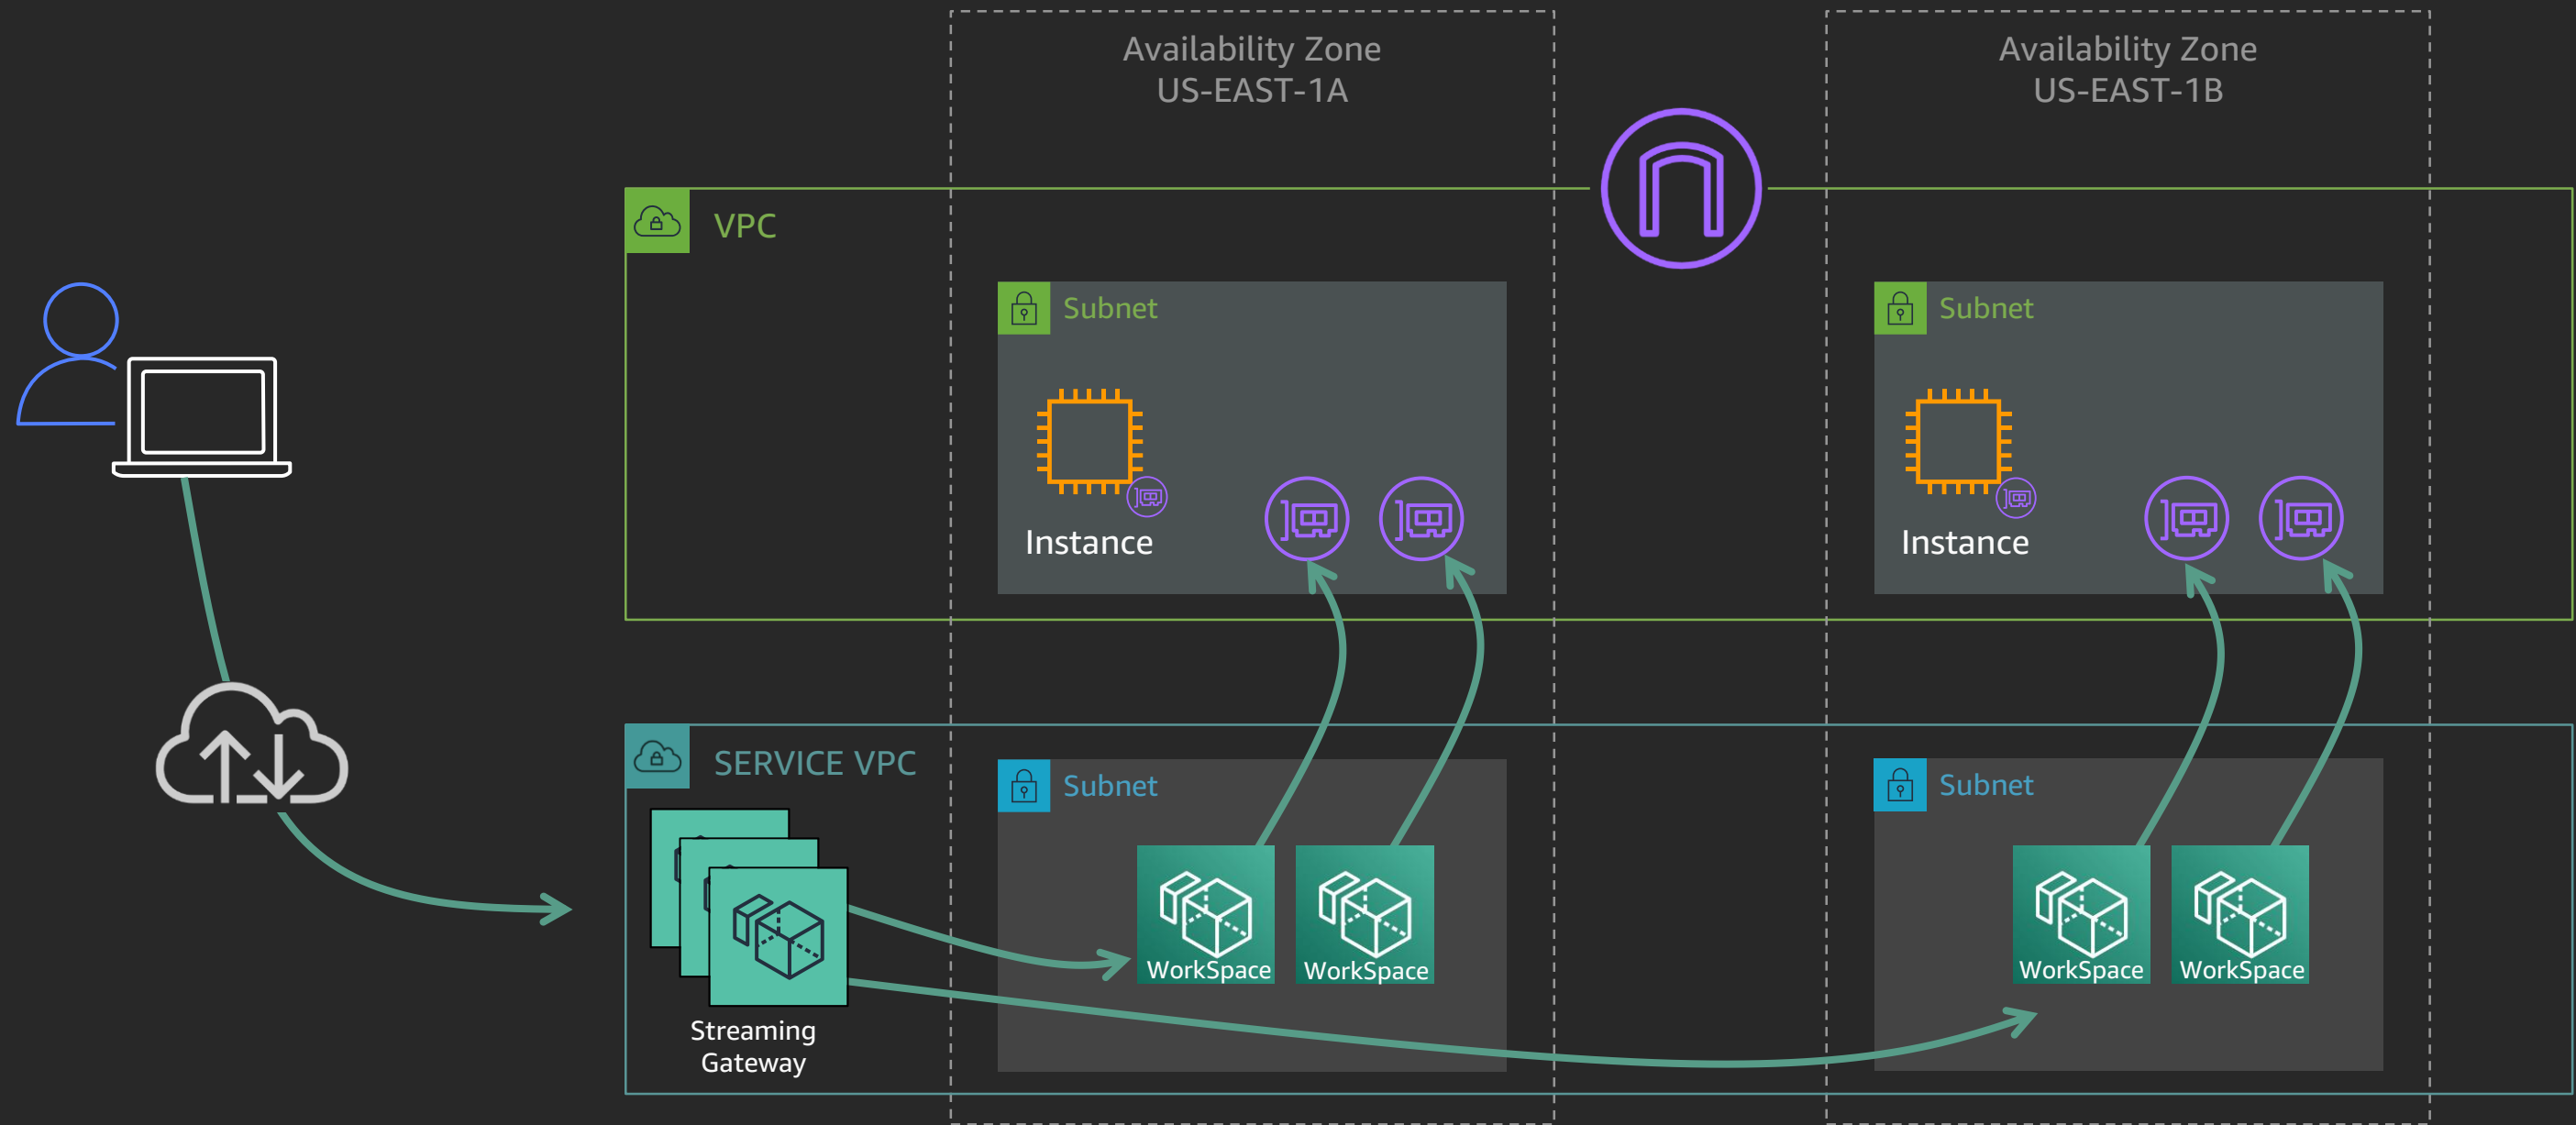 Availability Zone
US-EAST-1A
Availability Zone
US-EAST-1B
VPC
Subnet
Subnet
Instance
Instance
SERVICE VPC
Subnet
Subnet
WorkSpace
WorkSpace
WorkSpace
WorkSpace
Streaming
Gateway